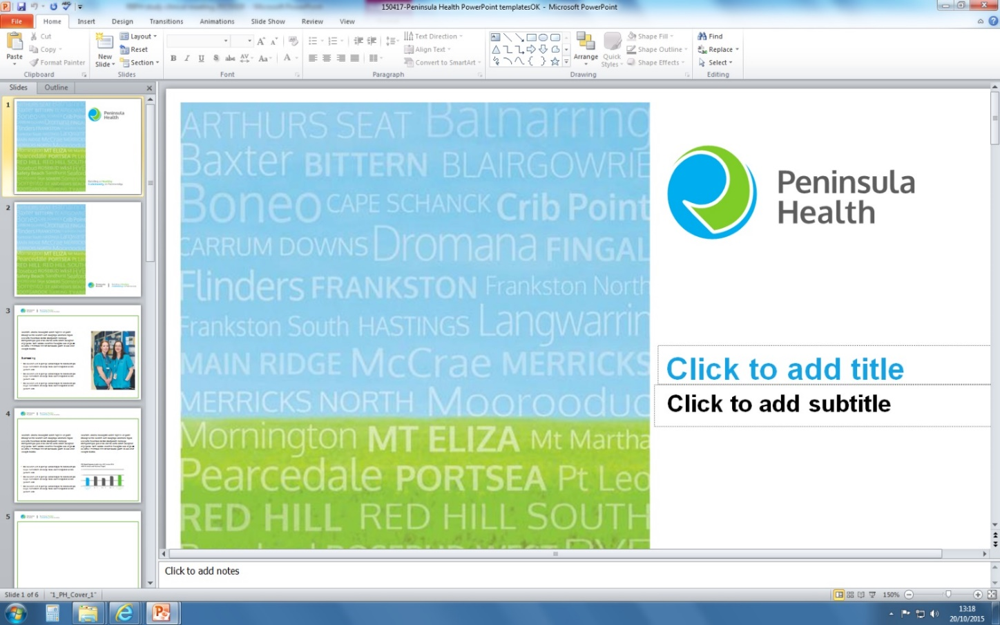 150417-Peninsula Health PowerPoint templatesOK - Microsoft PowerPoint
File Home Insert Design Transitions Animations Slide Show Review View
Paste
Cut
Copy
Format Painter
Clipboard
New Slide
Layout
Reset
Section
Slides
B I U S abc AV Aa A
Font
Text Direction
Align Text
Convert to SmartArt
Paragraph
Arrange
Quick Styles
Shape Fill
Shape Outline
Shape Effects
Drawing
Find
Replace
Select
Editing
Slides Outline
1
Peninsula
Health
2
3
4
5
ARTHURS SEAT Balnarring
Baxter BITTERN BLAIRGOWRIE
Boneo CAPE SCHANCK Crib Point
CARRUM DOWNS Dromana FINGAL
Flinders FRANKSTON Frankston North
Frankston South HASTINGS Langwarrin
MAIN RIDGE McCrae MERRICKS
MERRICKS NORTH Moorooduc
Mornington MT ELIZA Mt Martha
Pearcedale PORTSEA Pt Leo
RED HILL RED HILL SOUTH
Peninsula
Health
Click to add title
Click to add subtitle
Click to add notes
Slide 1 of 6 "1_PH_Cover_1"
150%
13:18
20/10/2015